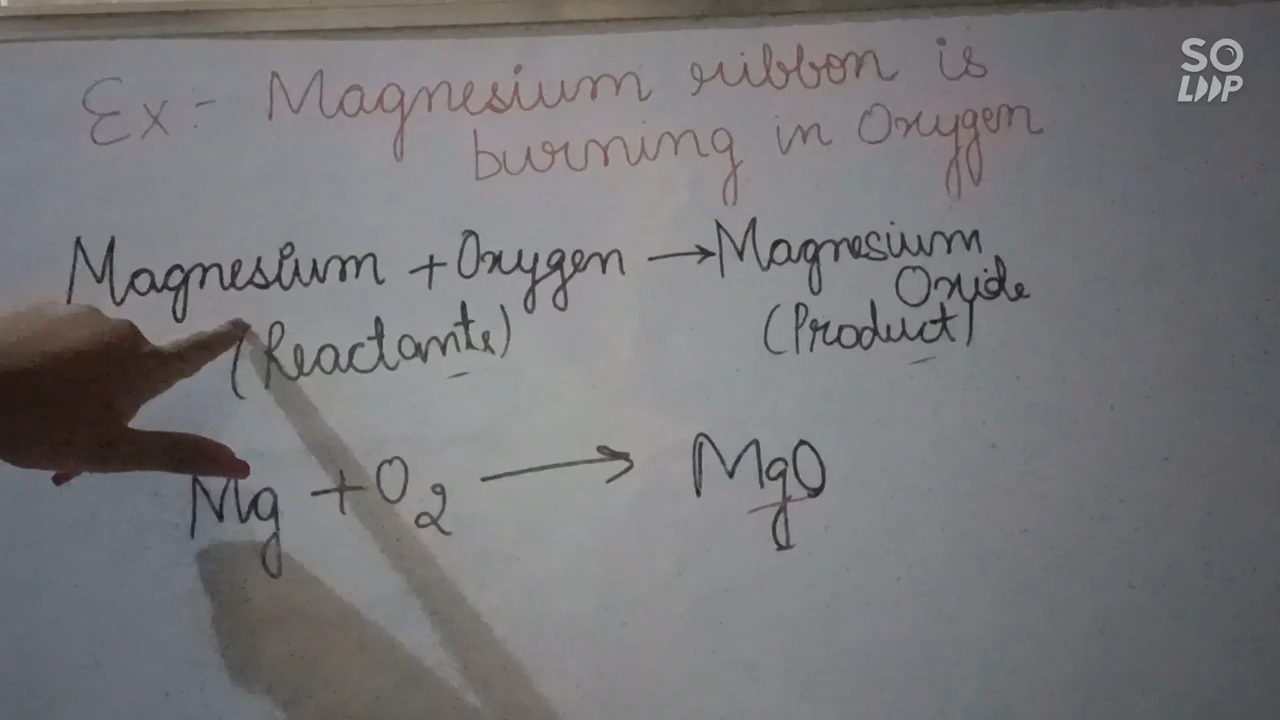 Ex:- Magnesium ribbon is
burning in Oxygen
Magnesium + Oxygen → Magnesium
Oxide
(Reactants) (Product)
Mg + O₂ → MgO
SO
LOOP